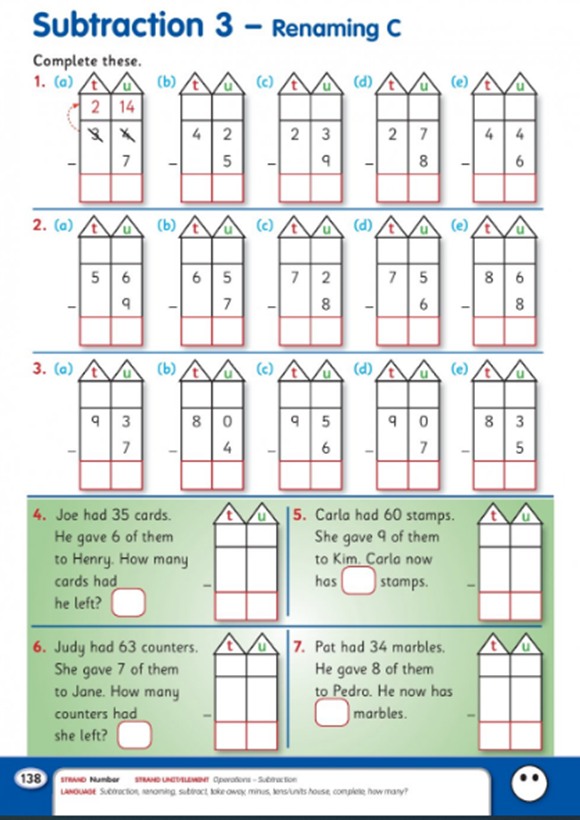 Subtraction 3 – Renaming C
Complete these.
1. (a) t u (b) t u (c) t u (d) t u (e) t u
2 14
3 4 4 2 2 3 2 7 4 4
– 7 – 5 – 9 – 8 – 6
2. (a) t u (b) t u (c) t u (d) t u (e) t u
5 6 6 5 7 2 7 5 8 6
– 9 – 7 – 8 – 6 – 8
3. (a) t u (b) t u (c) t u (d) t u (e) t u
9 3 8 0 9 5 9 0 8 3
– 7 – 4 – 6 – 7 – 5
4. Joe had 35 cards.
He gave 6 of them
to Henry. How many
cards had
he left?
t u
–
5. Carla had 60 stamps.
She gave 9 of them
to Kim. Carla now
has stamps.
t u
–
6. Judy had 63 counters.
She gave 7 of them
to Jane. How many
counters had
she left?
t u
–
7. Pat had 34 marbles.
He gave 8 of them
to Pedro. He now has
marbles.
t u
–
138
STRAND Number STRAND UNIT/ELEMENT Operations – Subtraction
LANGUAGE Subtraction, renaming, subtract, take away, minus, tens/units house, complete, how many?